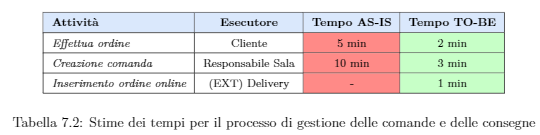 Attività Esecutore Tempo AS-IS Tempo TO-BE
Effettua ordine Cliente 5 min 2 min
Creazione comanda Responsabile Sala 10 min 3 min
Inserimento ordine online (EXT) Delivery - 1 min
Tabella 7.2: Stime dei tempi per il processo di gestione delle comande e delle consegne